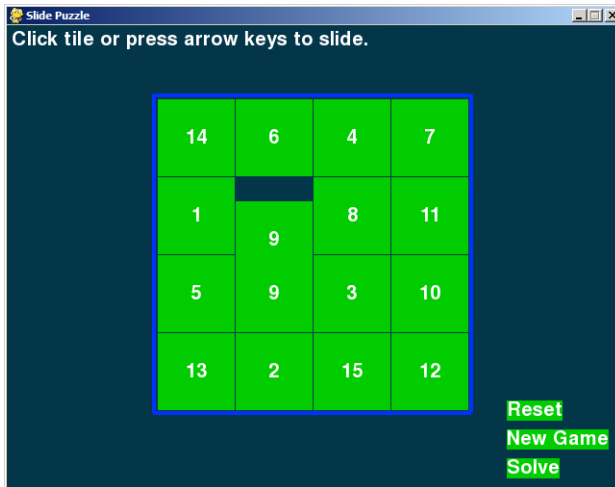 Slide Puzzle
Click tile or press arrow keys to slide.
14 6 4 7
1 8 11
9
5 9 3 10
13 2 15 12
Reset
New Game
Solve